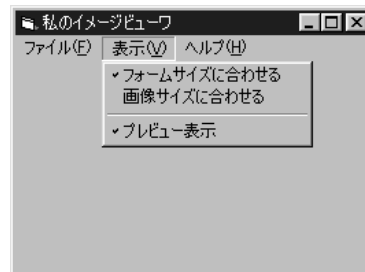 私のイメージビューワ
ファイル(F) 表示(V) ヘルプ(H)
フォームサイズに合わせる
画像サイズに合わせる
プレビュー表示